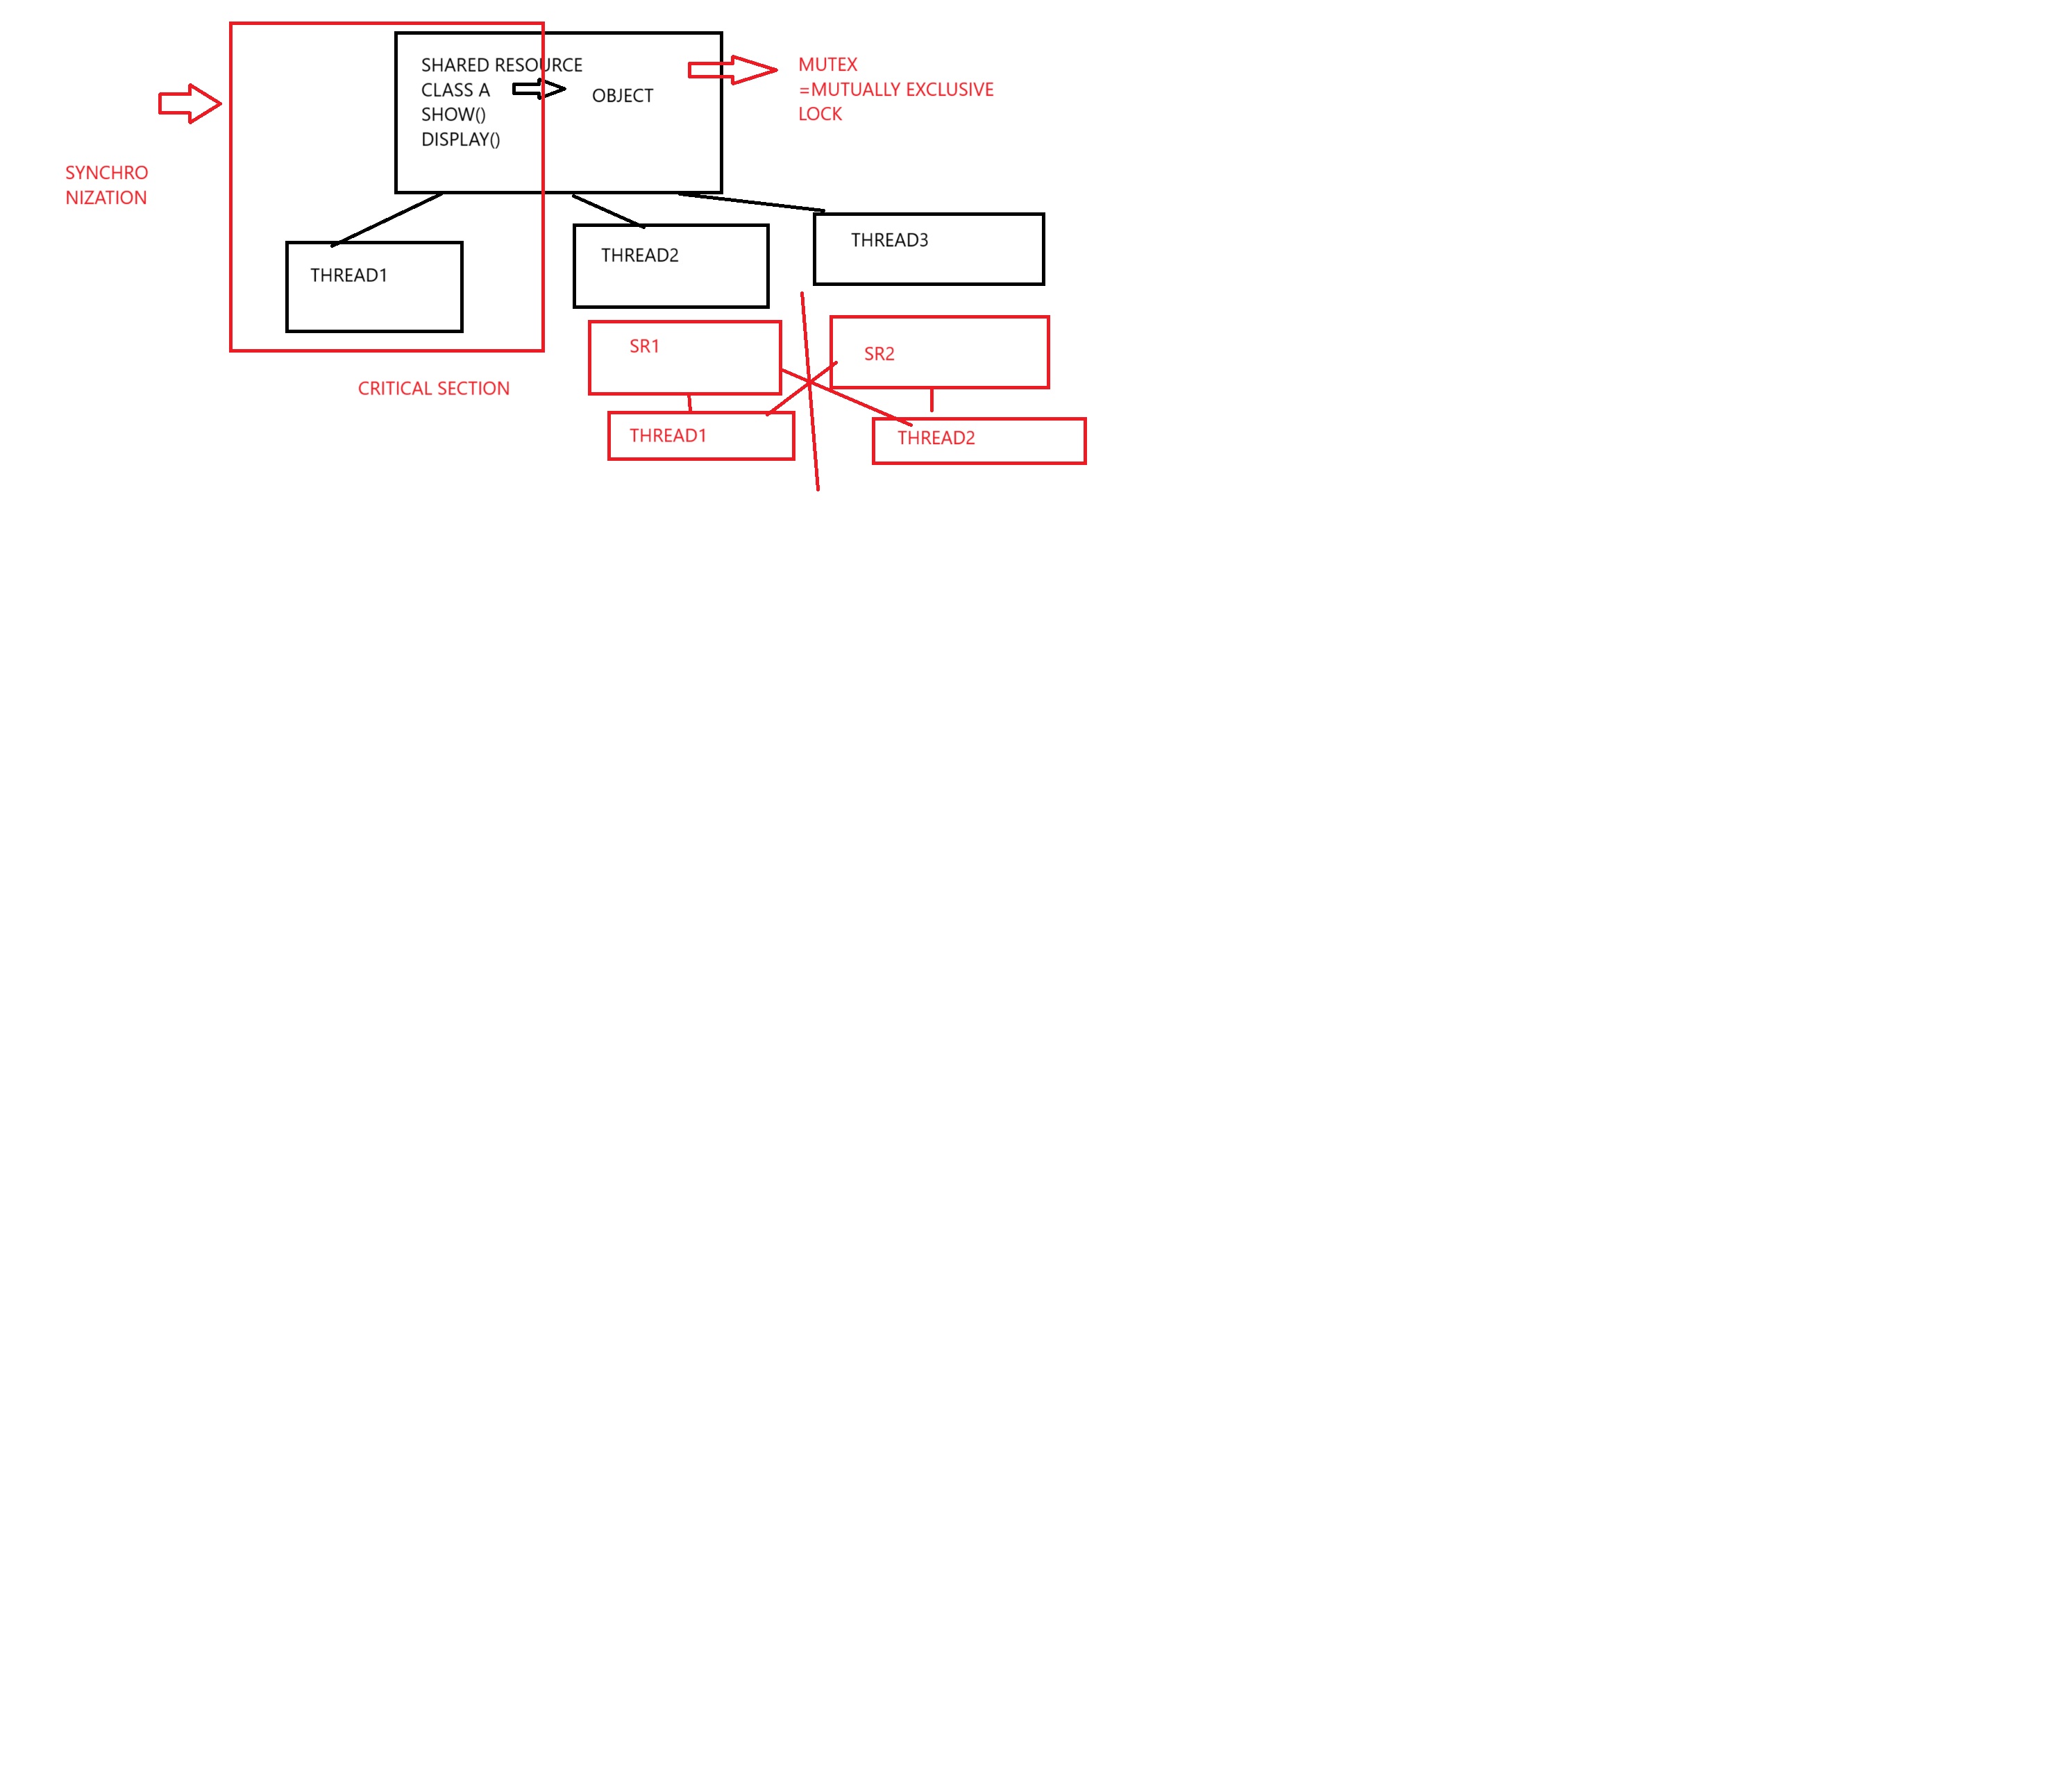 SHARED RESOURCE
CLASS A
OBJECT
SHOW()
DISPLAY()
MUTEX
=MUTUALLY EXCLUSIVE
LOCK
SYNCHRO
NIZATION
THREAD1
THREAD2
THREAD3
SR1
SR2
CRITICAL SECTION
THREAD1
THREAD2